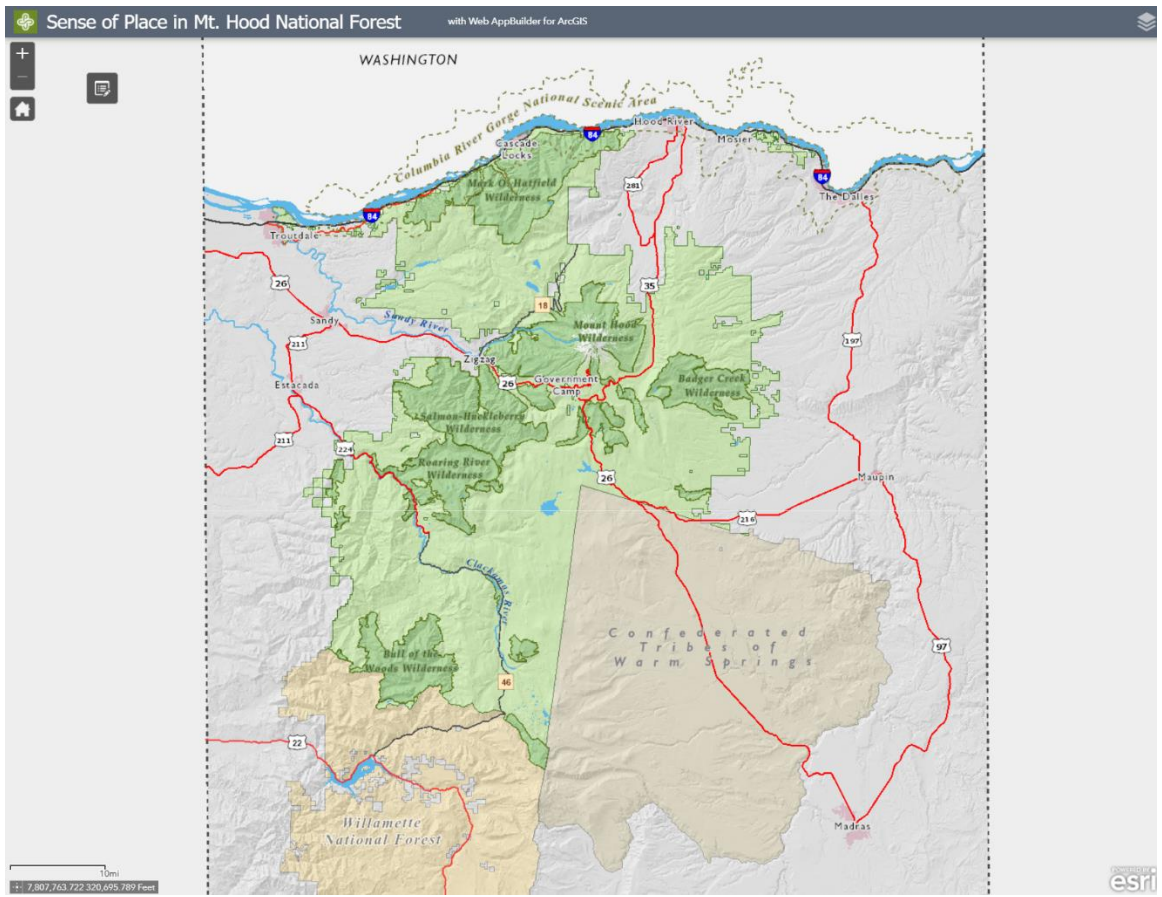 Sense of Place in Mt. Hood National Forest
with Web AppBuilder for ArcGIS
+
WASHINGTON
Columbia River Gorge National Scenic Area
Hood River
84
Cascade
Locks
Mosier
84
The Dalles
Mark O. Hatfield
Wilderness
281
84
Troutdale
26
35
18
Sandy
Sandy River
Mount Hood
Wilderness
211
197
Zigzag
Estacada
26
Government
Camp
Badger Creek
Wilderness
Salmon-Huckleberry
Wilderness
211
224
Roaring River
Wilderness
26
Maupin
216
Clackamas River
Confederated
Tribes of
Warm Springs
97
Bull of the
Woods Wilderness
46
22
Willamette
National Forest
Madras
10mi
7,807,763.722 320,695.789 Feet
POWERED BY
esri